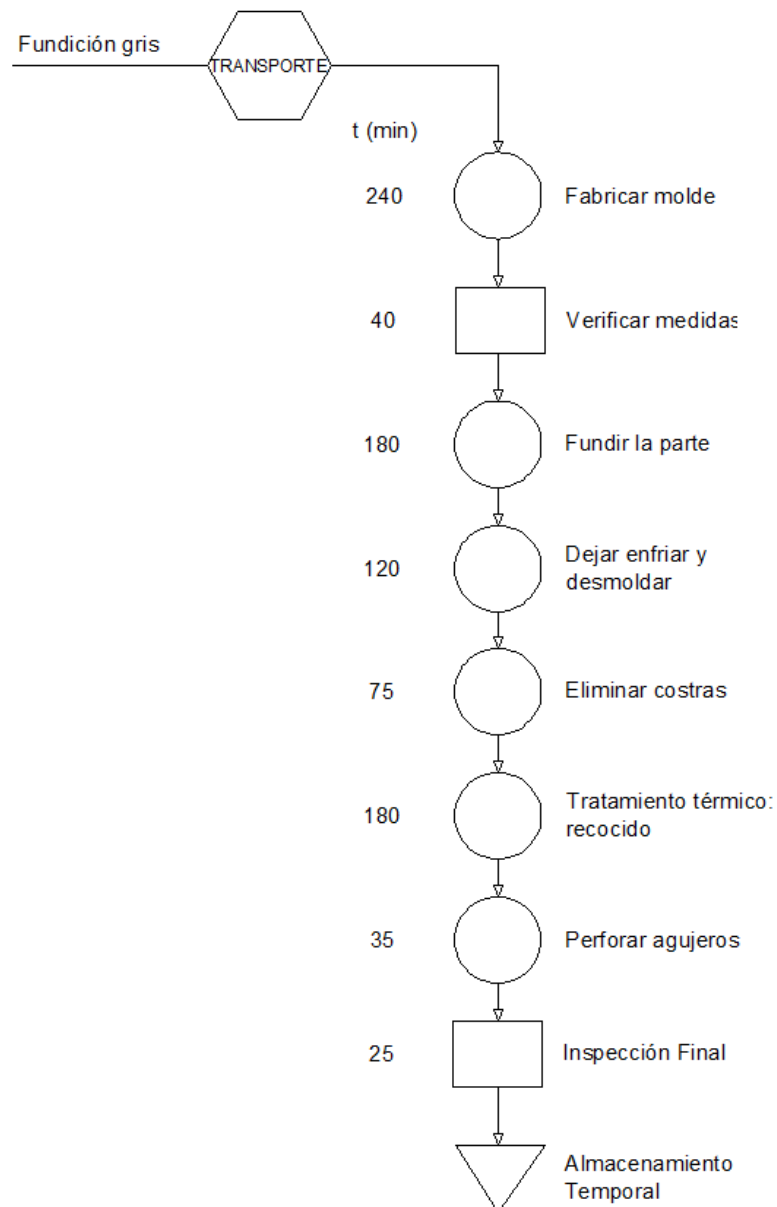 Fundición gris
TRANSPORTE
t (min)
240
Fabricar molde
40
Verificar medidas
180
Fundir la parte
120
Dejar enfriar y
desmoldar
75
Eliminar costras
180
Tratamiento térmico:
recocido
35
Perforar agujeros
25
Inspección Final
Almacenamiento
Temporal